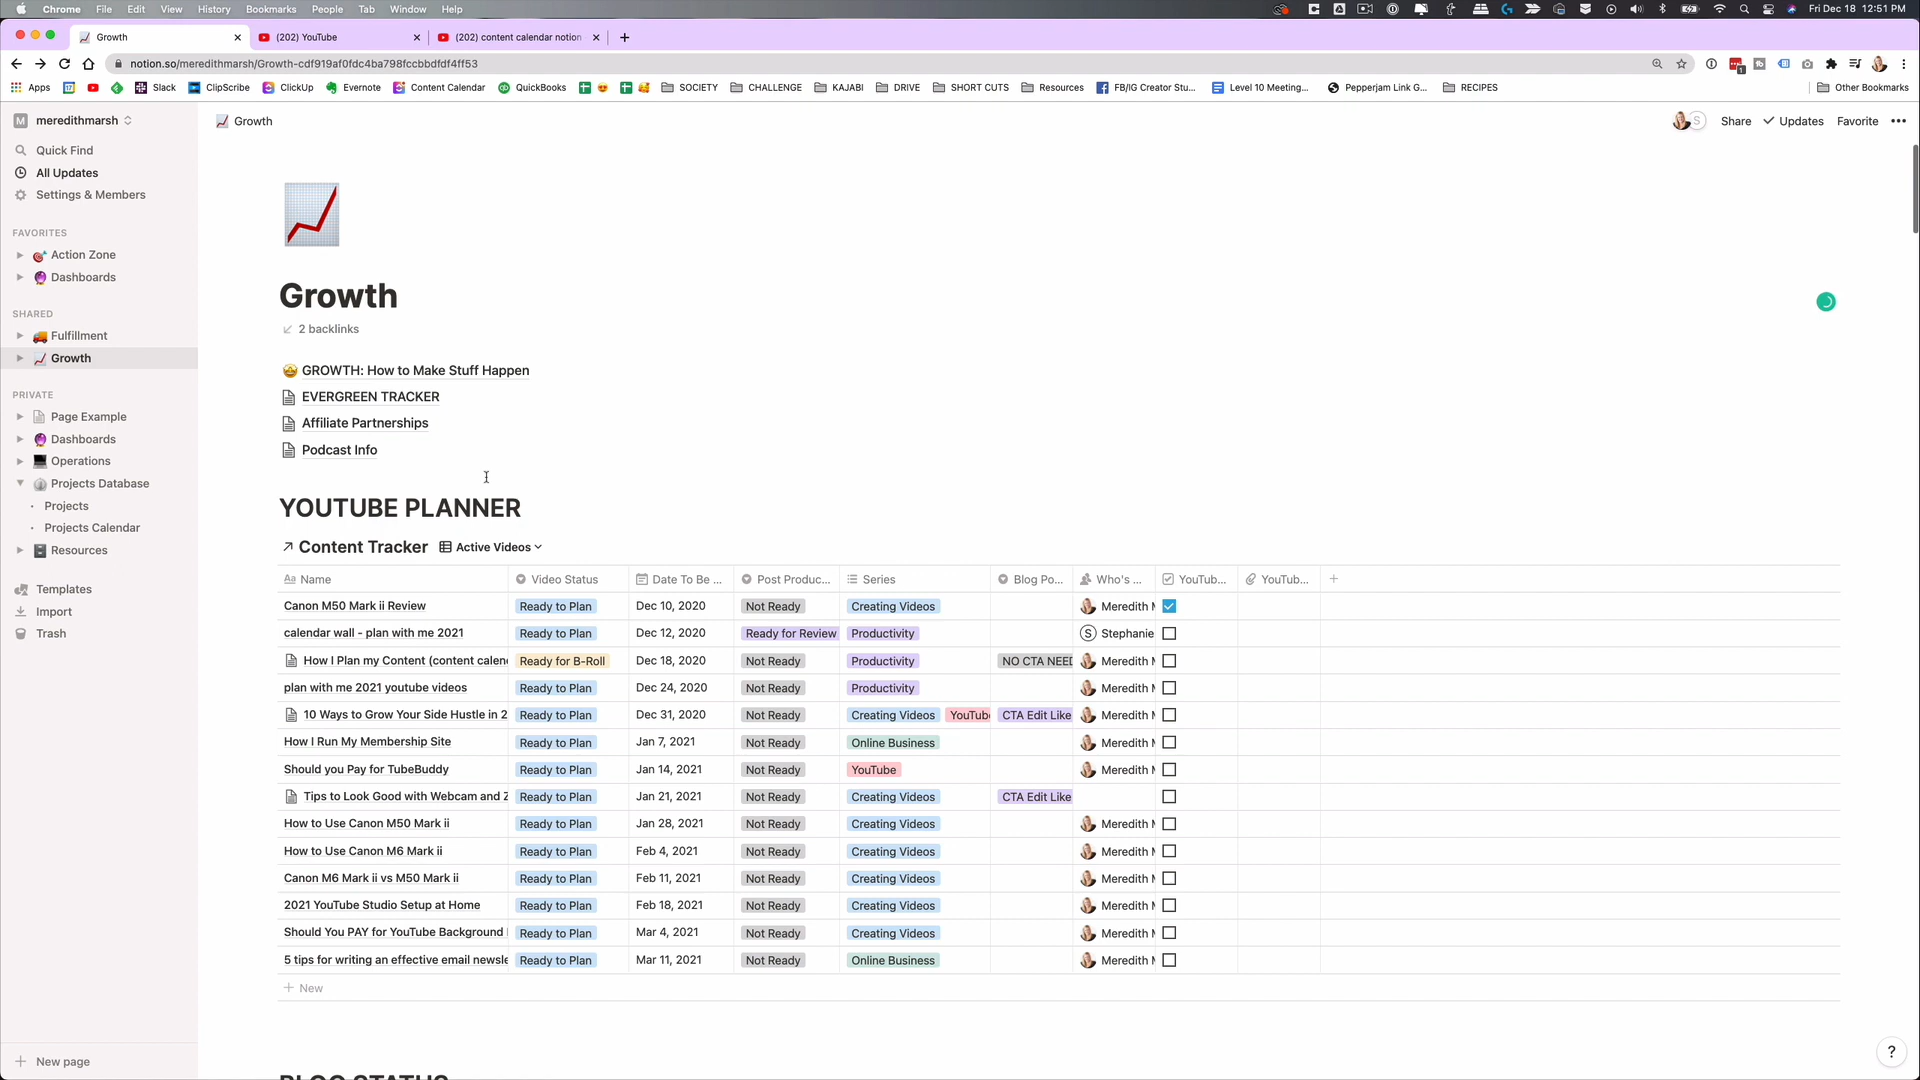 Chrome File Edit View History Bookmarks People Tab Window Help Fri Dec 18 12:51 PM
Growth (202) YouTube (202) content calendar notion
notion.so/meredithmarsh/Growth-cdf919af0fdc4ba798fccbbdfdf4ff53
Apps Slack ClipScribe ClickUp Evernote Content Calendar QuickBooks SOCIETY CHALLENGE KAJABI DRIVE SHORT CUTS Resources FB/IG Creator Stu... Level 10 Meeting... Pepperjam Link G... RECIPES Other Bookmarks
M meredithmarsh
Quick Find
All Updates
Settings & Members
FAVORITES
Action Zone
Dashboards
SHARED
Fulfillment
Growth
PRIVATE
Page Example
Dashboards
Operations
Projects Database
Projects
Projects Calendar
Resources
Templates
Import
Trash
New page
Growth S Share Updates Favorite
Growth
2 backlinks
GROWTH: How to Make Stuff Happen
EVERGREEN TRACKER
Affiliate Partnerships
Podcast Info
YOUTUBE PLANNER
Content Tracker Active Videos
Aa Name Video Status Date To Be ... Post Produc... Series Blog Po... Who's ... YouTub... YouTub...
Canon M50 Mark ii Review Ready to Plan Dec 10, 2020 Not Ready Creating Videos Meredith M
calendar wall - plan with me 2021 Ready to Plan Dec 12, 2020 Ready for Review Productivity S Stephanie
How I Plan my Content (content calen Ready for B-Roll Dec 18, 2020 Not Ready Productivity NO CTA NEED Meredith M
plan with me 2021 youtube videos Ready to Plan Dec 24, 2020 Not Ready Productivity Meredith M
10 Ways to Grow Your Side Hustle in 2 Ready to Plan Dec 31, 2020 Not Ready Creating Videos YouTube CTA Edit Like Meredith M
How I Run My Membership Site Ready to Plan Jan 7, 2021 Not Ready Online Business Meredith M
Should you Pay for TubeBuddy Ready to Plan Jan 14, 2021 Not Ready YouTube Meredith M
Tips to Look Good with Webcam and Z Ready to Plan Jan 21, 2021 Not Ready Creating Videos CTA Edit Like
How to Use Canon M50 Mark ii Ready to Plan Jan 28, 2021 Not Ready Creating Videos Meredith M
How to Use Canon M6 Mark ii Ready to Plan Feb 4, 2021 Not Ready Creating Videos Meredith M
Canon M6 Mark ii vs M50 Mark ii Ready to Plan Feb 11, 2021 Not Ready Creating Videos Meredith M
2021 YouTube Studio Setup at Home Ready to Plan Feb 18, 2021 Not Ready Creating Videos Meredith M
Should You PAY for YouTube Background Ready to Plan Mar 4, 2021 Not Ready Creating Videos Meredith M
5 tips for writing an effective email newsle Ready to Plan Mar 11, 2021 Not Ready Online Business Meredith M
New
BLOG STATUS
?